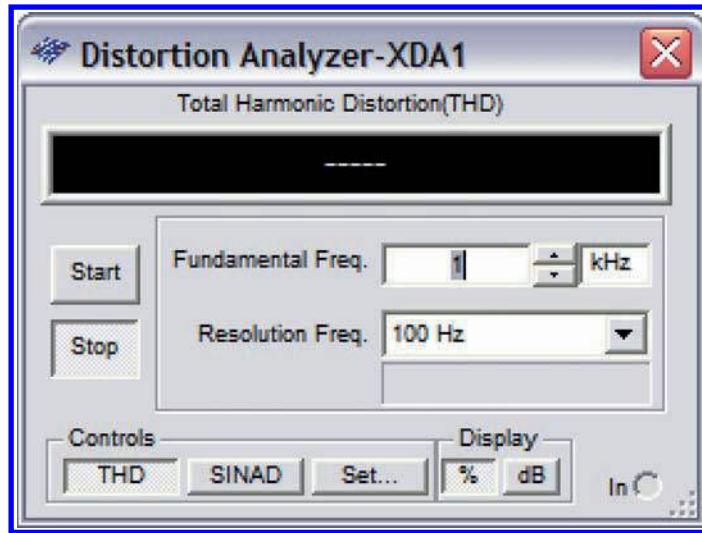 Distortion Analyzer-XDA1
Total Harmonic Distortion(THD)
-----
Start
Fundamental Freq. 1 kHz
Stop
Resolution Freq. 100 Hz
Controls Display
THD SINAD Set... % dB In